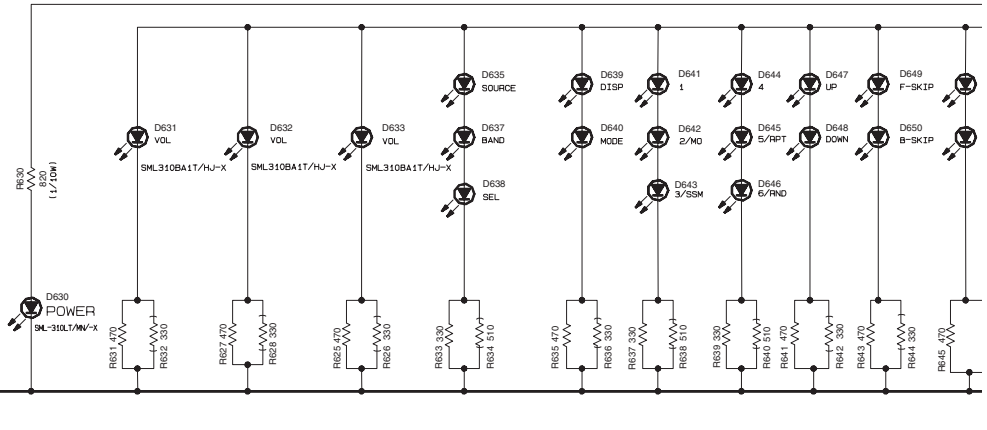 D635
SOURCE
D639
DISP
D641
1
D644
4
D647
UP
D649
F-SKIP
D631
VOL
D632
VOL
D633
VOL
D637
BAND
D640
MODE
D642
2/MO
D645
5/RPT
D648
DOWN
D650
B-SKIP
SML310BA1T/HJ-X
SML310BA1T/HJ-X
SML310BA1T/HJ-X
R630
820
(1/10W)
D638
SEL
D643
3/SSM
D646
6/RND
D630
POWER
SML-310LT/MN/-X
R631 470
R632 330
R627 470
R628 330
R625 470
R626 330
R633 330
R634 510
R635 470
R636 330
R637 330
R638 510
R639 330
R640 510
R641 470
R642 330
R643 470
R644 330
R645 470